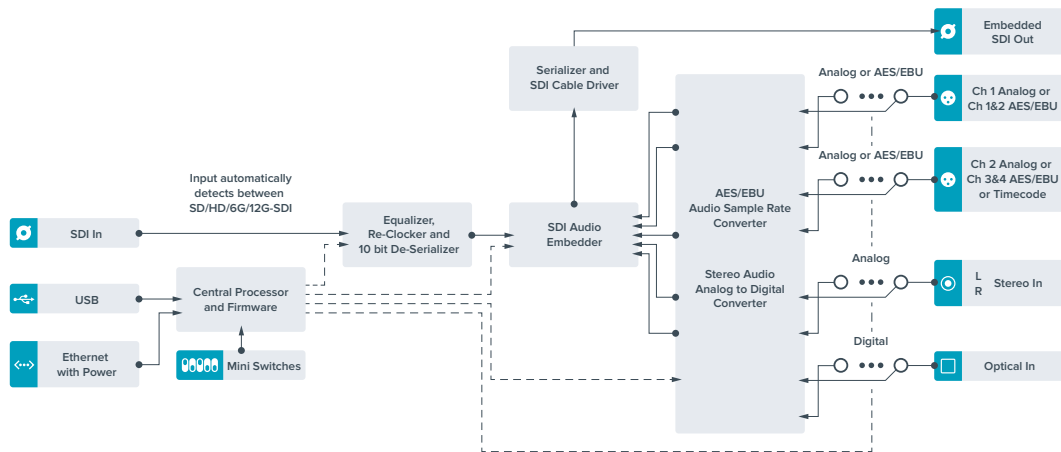 Embedded
SDI Out
Serializer and
SDI Cable Driver
Analog or AES/EBU
Ch 1 Analog or
Ch 1&2 AES/EBU
Analog or AES/EBU
Ch 2 Analog or
Ch 3&4 AES/EBU
or Timecode
Input automatically
detects between
SD/HD/6G/12G-SDI
AES/EBU
Audio Sample Rate
Converter
SDI In
Equalizer,
Re-Clocker and
10 bit De-Serializer
SDI Audio
Embedder
Analog
Stereo Audio
Analog to Digital
Converter
L
R
Stereo In
USB
Central Processor
and Firmware
Digital
Ethernet
with Power
Mini Switches
Optical In